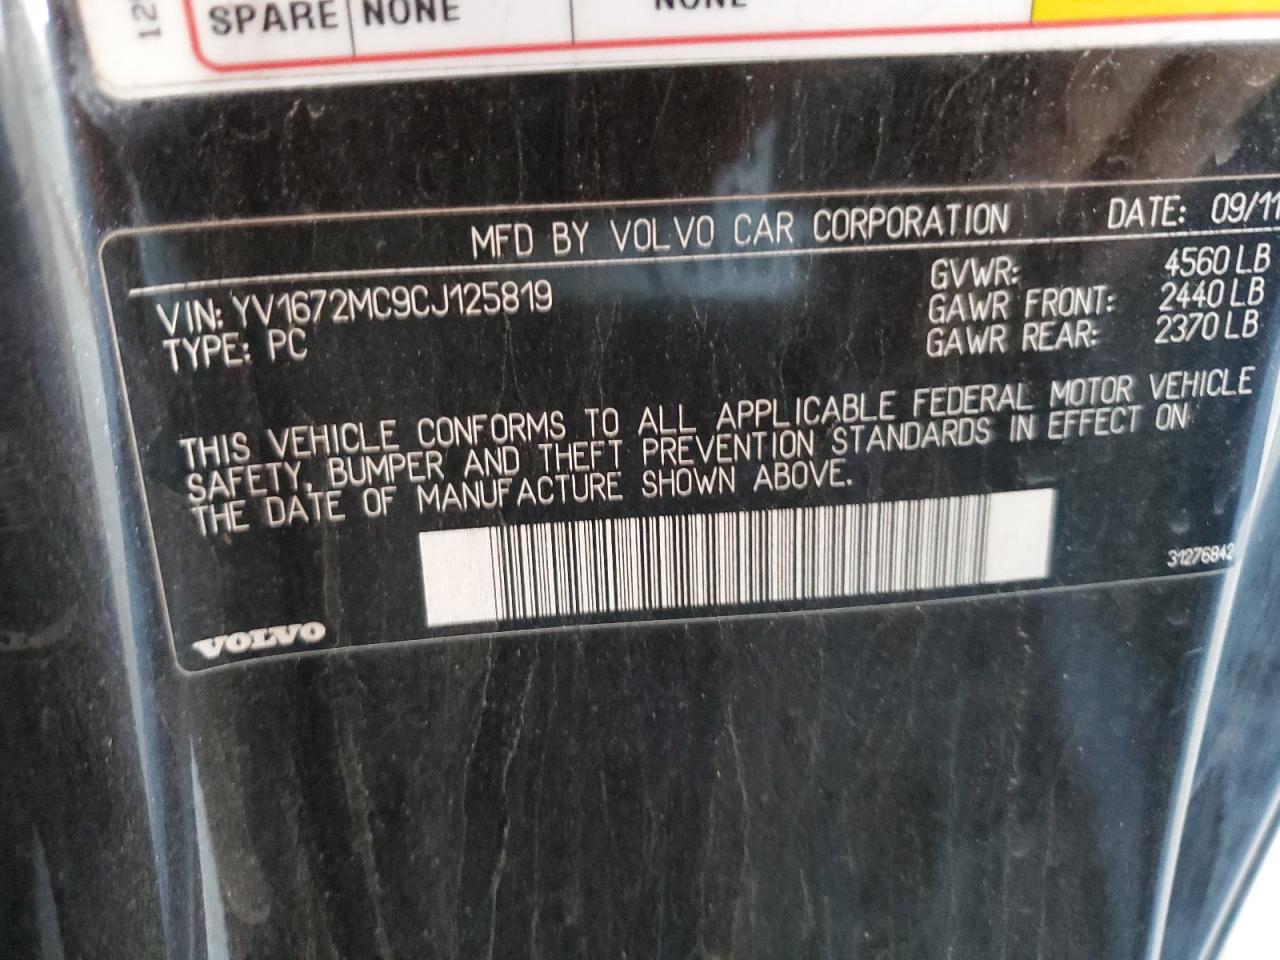 12
SPARE NONE NONE
MFD BY VOLVO CAR CORPORATION DATE: 09/11
VIN: YV1672MC9CJ125819 GVWR: 4560 LB
TYPE: PC GAWR FRONT: 2440 LB
GAWR REAR: 2370 LB
THIS VEHICLE CONFORMS TO ALL APPLICABLE FEDERAL MOTOR VEHICLE
SAFETY, BUMPER AND THEFT PREVENTION STANDARDS IN EFFECT ON
THE DATE OF MANUFACTURE SHOWN ABOVE.
31276842
VOLVO